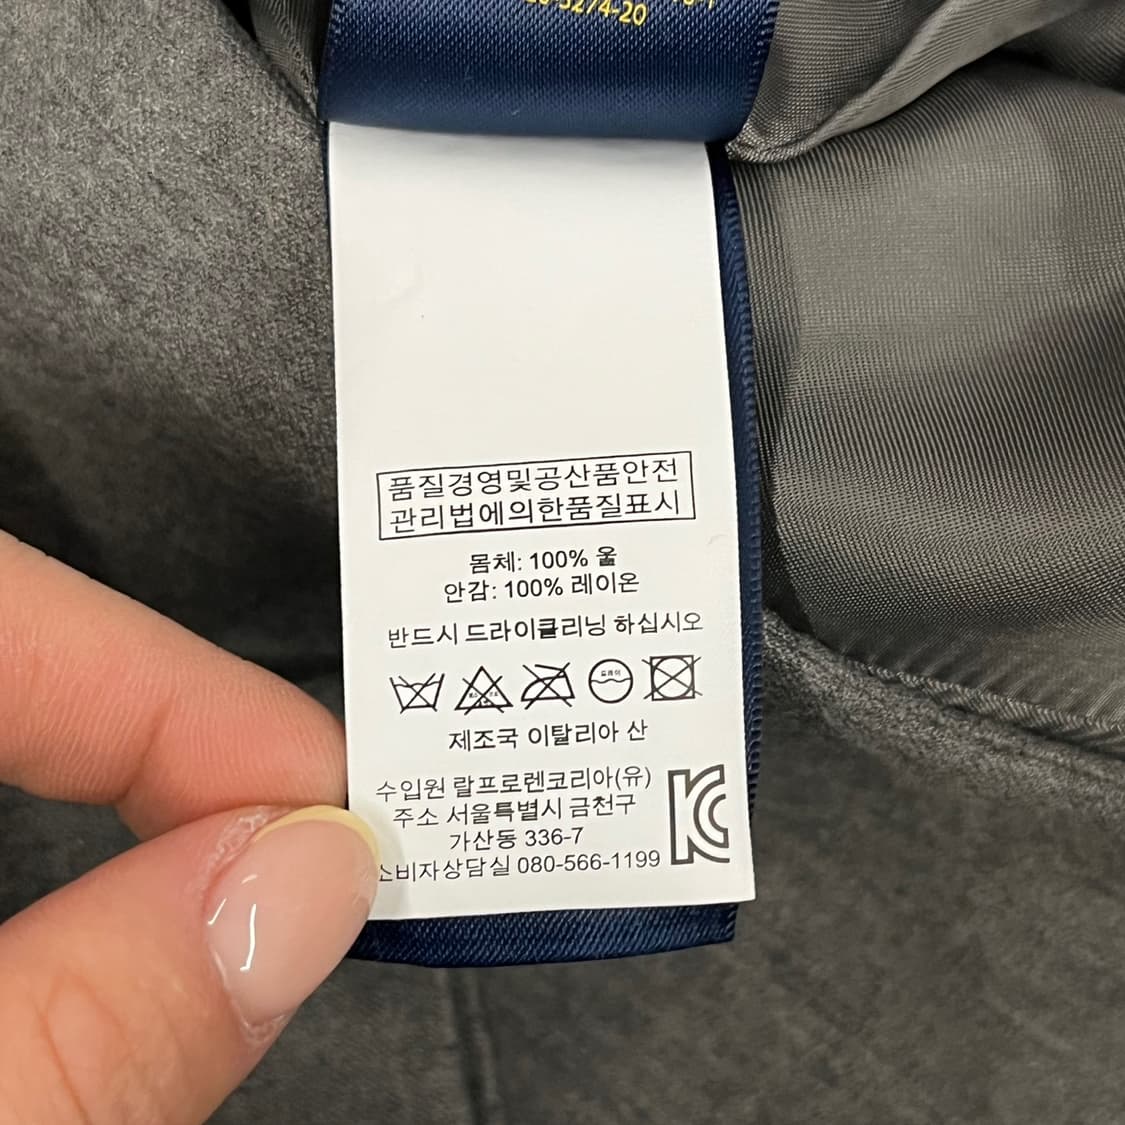 -3274-20
품질경영및공산품안전
관리법에의한품질표시
몸체: 100% 울
안감: 100% 레이온
반드시 드라이클리닝 하십시오
제조국 이탈리아 산
수입원 랄프로렌코리아(유)
주소 서울특별시 금천구
가산동 336-7
소비자상담실 080-566-1199